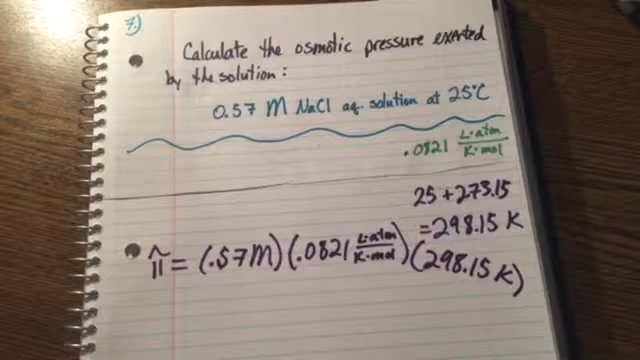 7.)
Calculate the osmotic pressure exerted
by the solution:
0.57 M NaCl aq. solution at 25°C
.0821 L·atm/K·mol
25 + 273.15
= 298.15 K
π = (.57M)(.0821 L·atm/K·mol)(298.15 K)